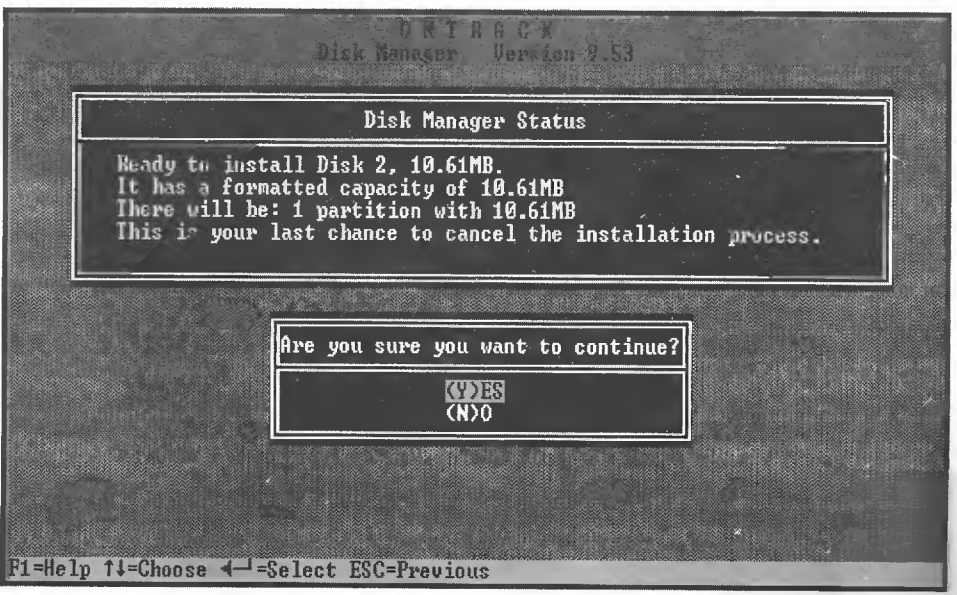 ONTRACK
Disk Manager Version 9.53
Disk Manager Status
Ready to install Disk 2, 10.61MB.
It has a formatted capacity of 10.61MB
There will be: 1 partition with 10.61MB
This is your last chance to cancel the installation process.
Are you sure you want to continue?
(Y)ES
(N)O
F1=Help ↑↓=Choose ◄─┘=Select ESC=Previous